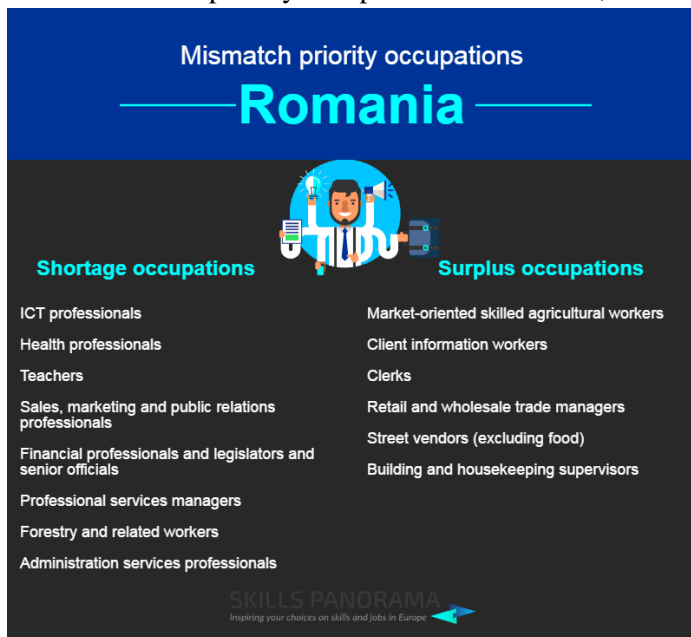 Mismatch priority occupations
Romania
Shortage occupations
ICT professionals
Health professionals
Teachers
Sales, marketing and public relations
professionals
Financial professionals and legislators and
senior officials
Professional services managers
Forestry and related workers
Administration services professionals
Surplus occupations
Market-oriented skilled agricultural workers
Client information workers
Clerks
Retail and wholesale trade managers
Street vendors (excluding food)
Building and housekeeping supervisors
SKILLS PANORAMA
Inspiring your choices on skills and jobs in Europe